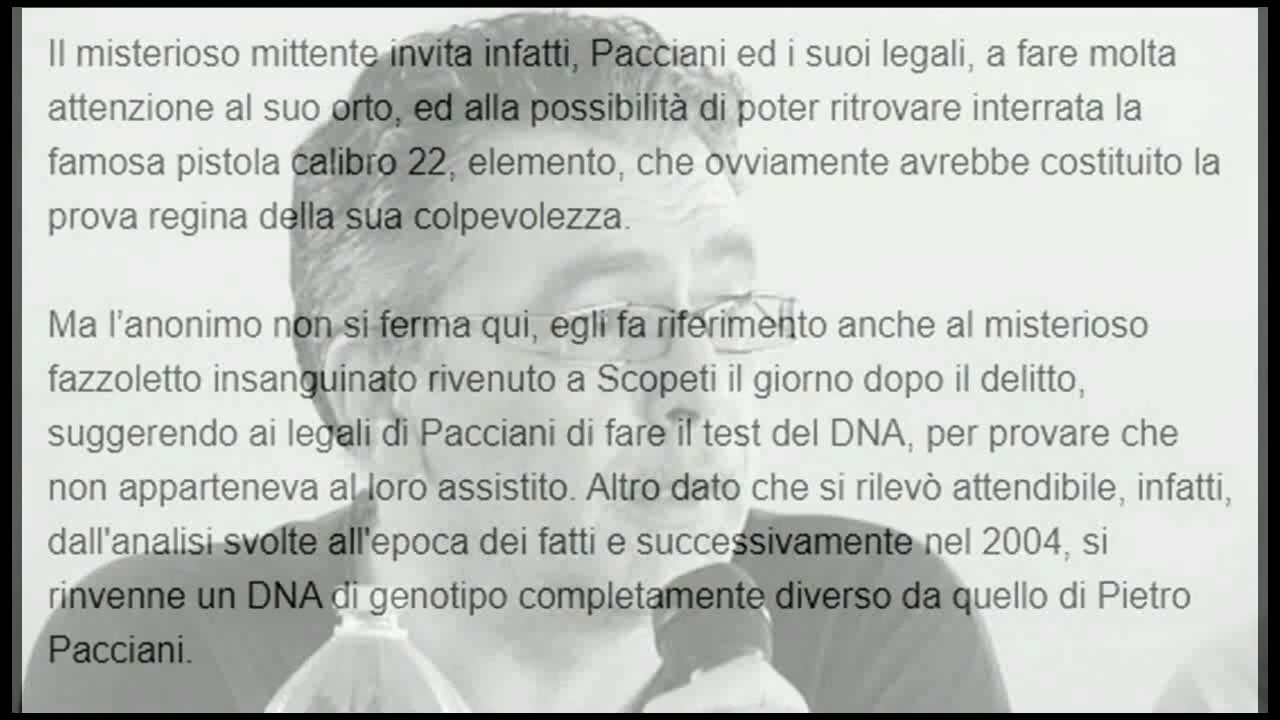 Il misterioso mittente invita infatti, Pacciani ed i suoi legali, a fare molta
attenzione al suo orto, ed alla possibilità di poter ritrovare interrata la
famosa pistola calibro 22, elemento, che ovviamente avrebbe costituito la
prova regina della sua colpevolezza.
Ma l'anonimo non si ferma qui, egli fa riferimento anche al misterioso
fazzoletto insanguinato rivenuto a Scopeti il giorno dopo il delitto,
suggerendo ai legali di Pacciani di fare il test del DNA, per provare che
non apparteneva al loro assistito. Altro dato che si rilevò attendibile, infatti,
dall'analisi svolte all'epoca dei fatti e successivamente nel 2004, si
rinvenne un DNA di genotipo completamente diverso da quello di Pietro
Pacciani.